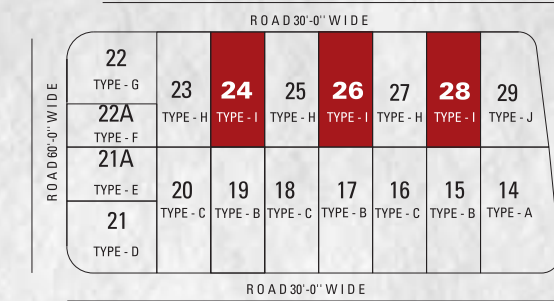 ROAD 30'-0" WIDE
ROAD 60'-0" WIDE
22
TYPE - G
22A
TYPE - F
21A
TYPE - E
21
TYPE - D
23
TYPE - H
24
TYPE - I
25
TYPE - H
26
TYPE - I
27
TYPE - H
28
TYPE - I
29
TYPE - J
20
TYPE - C
19
TYPE - B
18
TYPE - C
17
TYPE - B
16
TYPE - C
15
TYPE - B
14
TYPE - A
ROAD 30'-0" WIDE